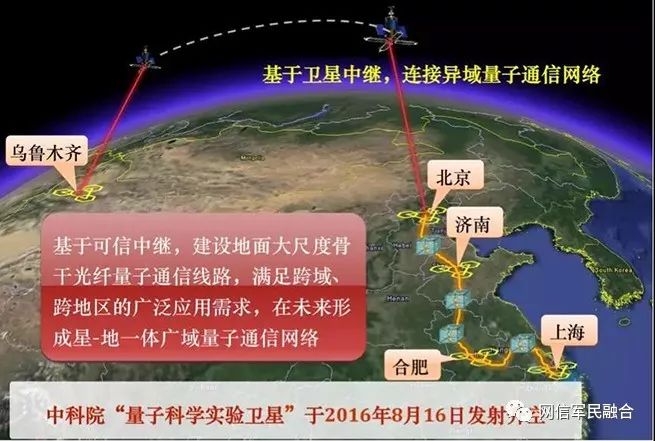 基于卫星中继，连接异域量子通信网络
乌鲁木齐
Mongolia
北京
济南
Hebei
Henan
South Korea
基于可信中继，建设地面大尺度骨
干光纤量子通信线路，满足跨域、
跨地区的广泛应用需求，在未来形
成星-地一体广域量子通信网络
合肥
上海
中科院“量子科学实验卫星”于2016年8月16日发射升空
网信军民融合